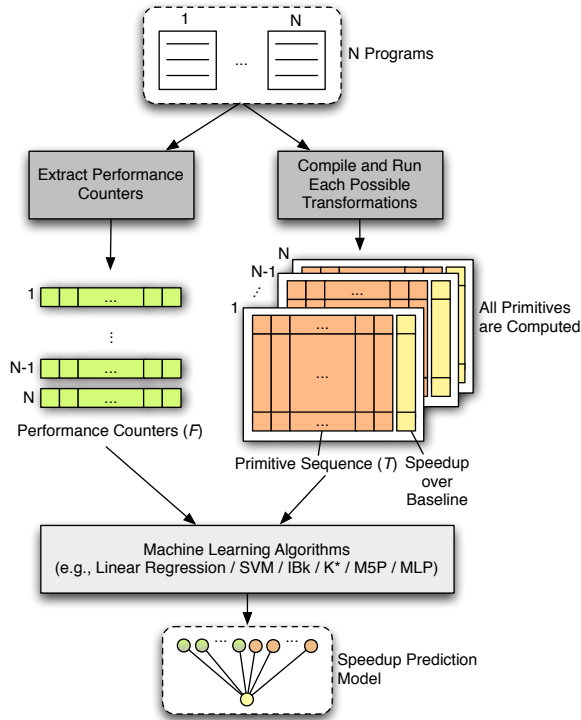 1
N
...
N Programs
Extract Performance
Counters
Compile and Run
Each Possible
Transformations
1
...
...
N-1
...
N
...
Performance Counters (F)
N
N-1
...
1
...
...
...
...
...
All Primitives
are Computed
Primitive Sequence (T)
Speedup
over
Baseline
Machine Learning Algorithms
(e.g., Linear Regression / SVM / IBk / K* / M5P / MLP)
...
...
Speedup Prediction
Model